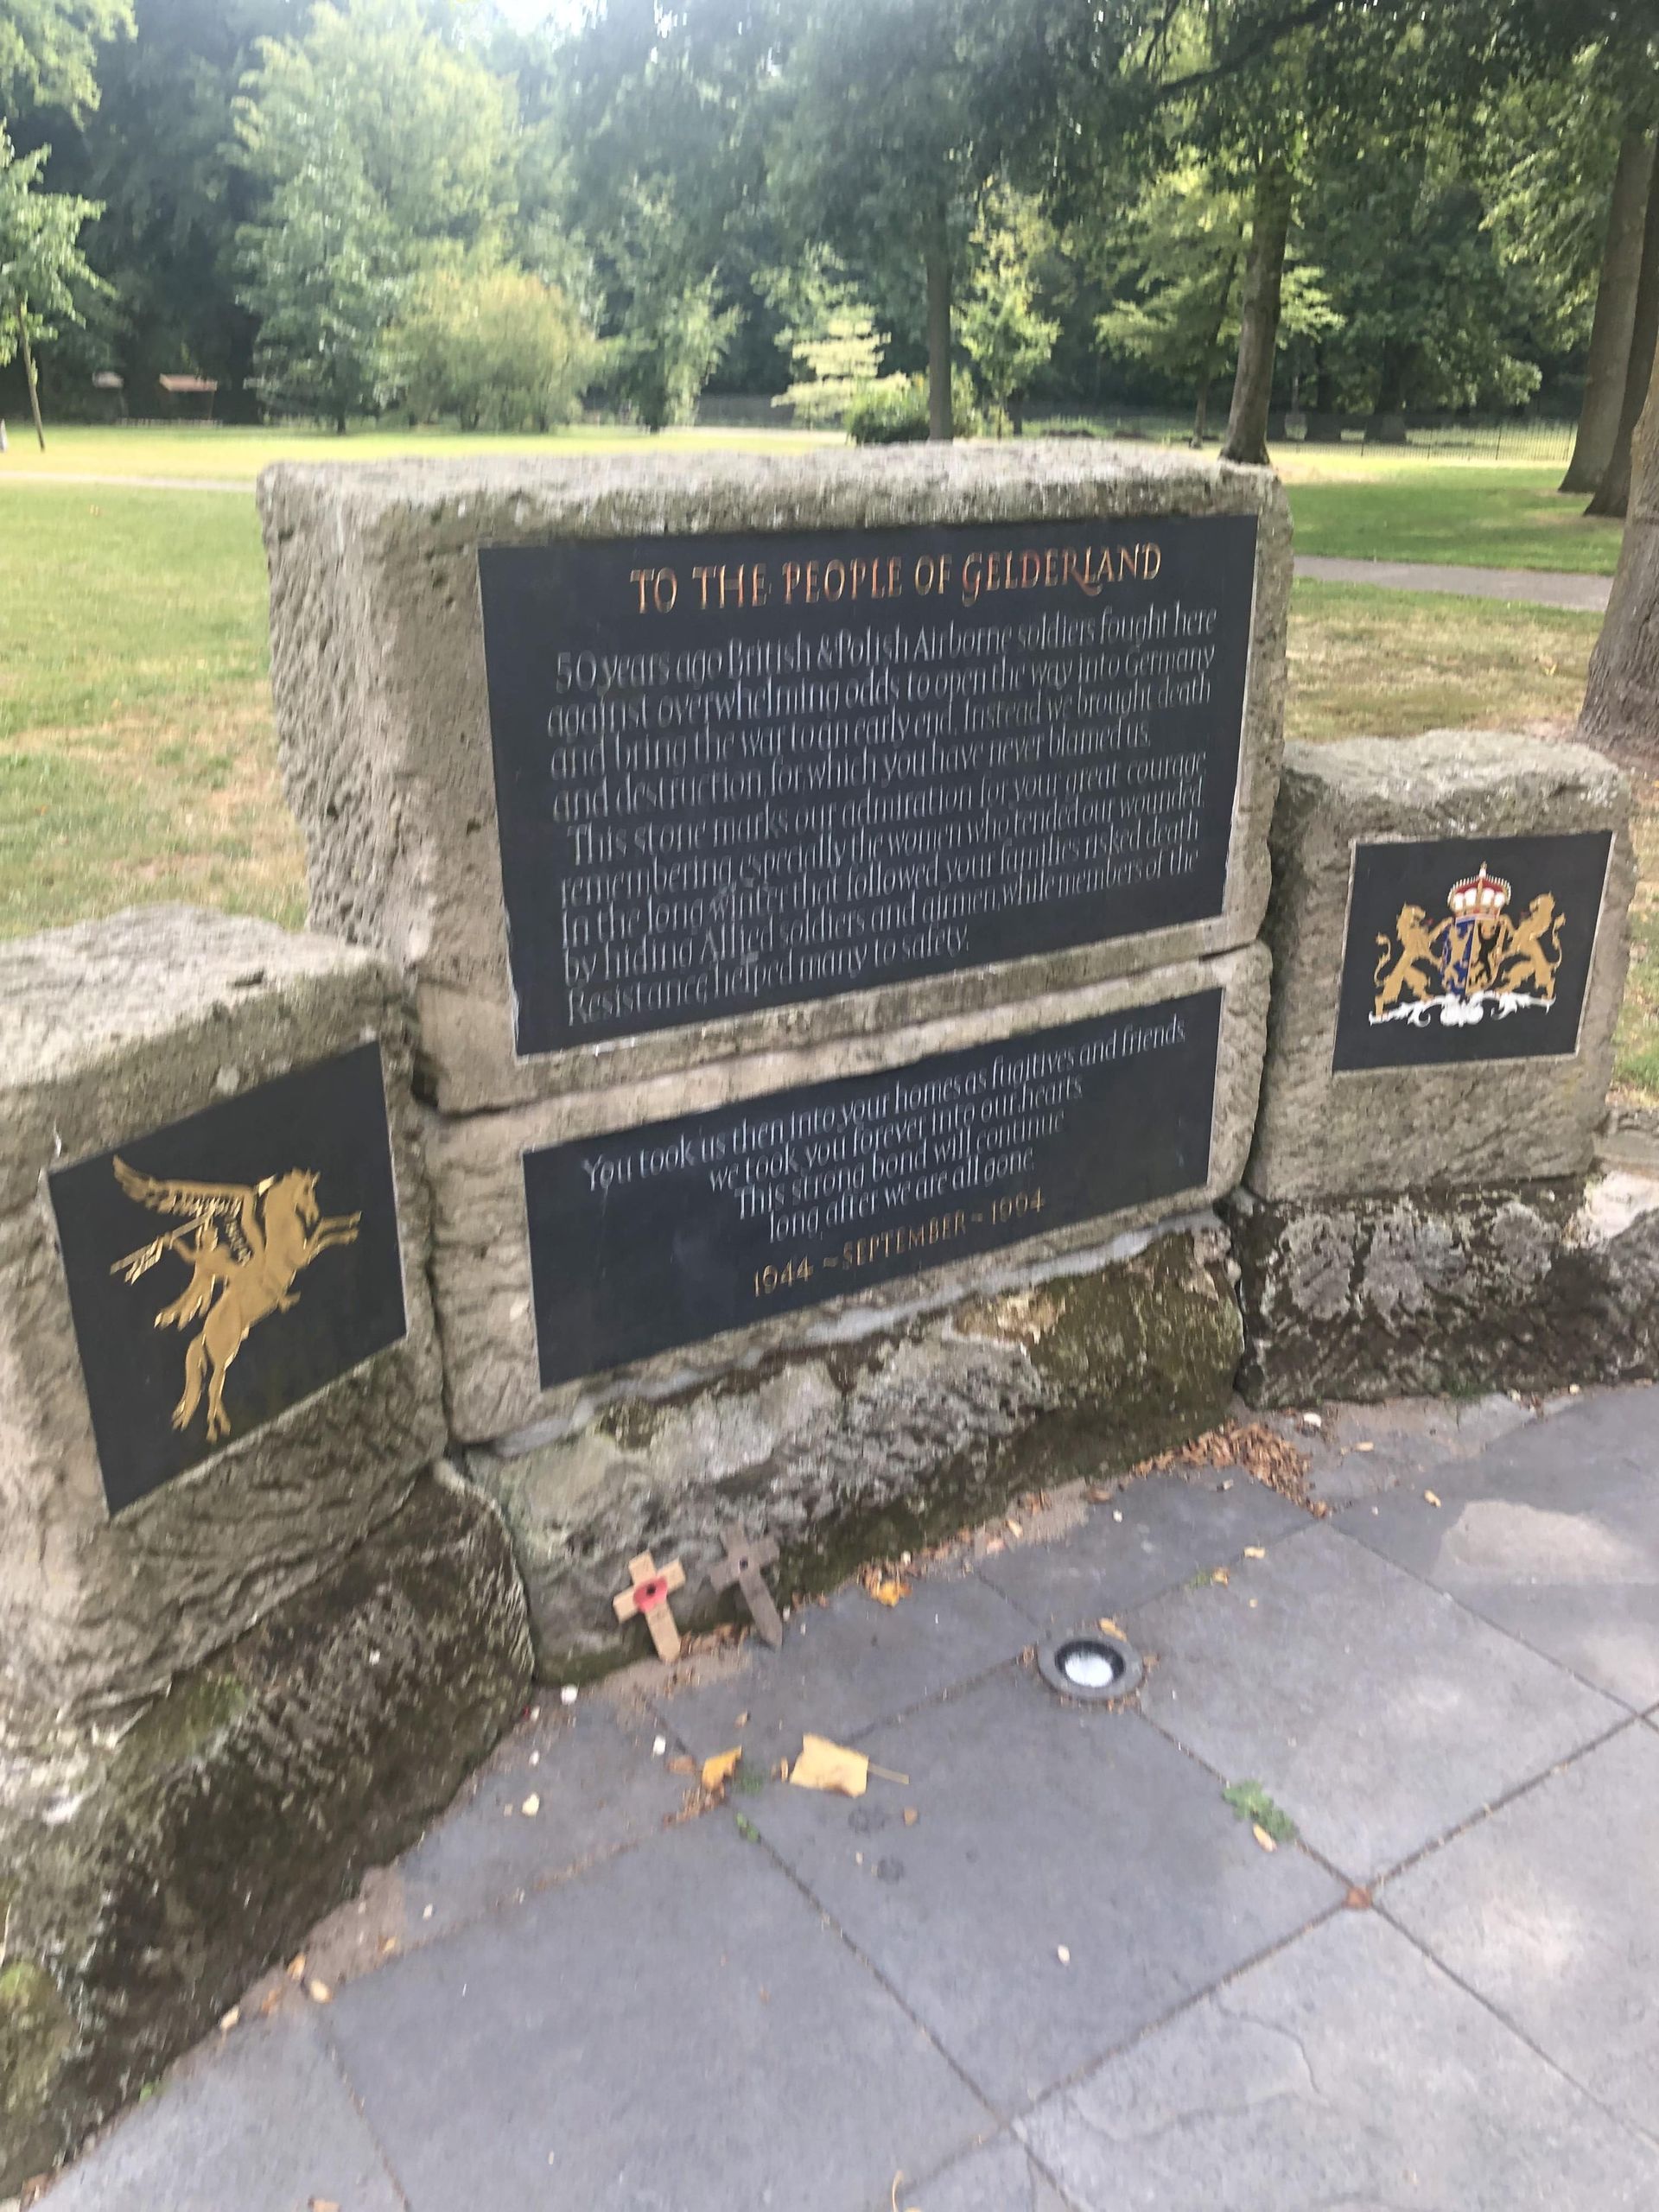 TO THE PEOPLE OF GELDERLAND
50 years ago British & Polish Airborne soldiers fought here
against overwhelming odds to open the way into Germany
and bring the war to an early end. Instead we brought death
and destruction for which you have never blamed us.
This stone marks our admiration for your great courage
remembering especially the women who tended our wounded.
In the long winter that followed your families risked death
by hiding Allied soldiers and airmen, while members of the
Resistance helped many to safety.
You took us then into your homes as fugitives and friends,
we took you forever into our hearts.
This strong bond will continue
long after we are all gone.
1944 ~ SEPTEMBER ~ 1994